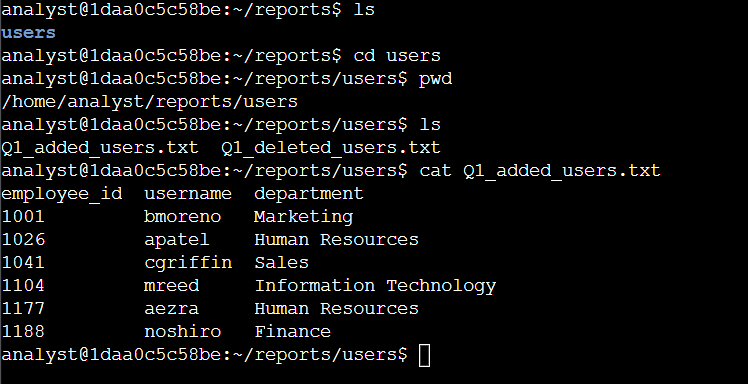 analyst@1daa0c5c58be:~/reports$ ls
users
analyst@1daa0c5c58be:~/reports$ cd users
analyst@1daa0c5c58be:~/reports/users$ pwd
/home/analyst/reports/users
analyst@1daa0c5c58be:~/reports/users$ ls
Q1_added_users.txt  Q1_deleted_users.txt
analyst@1daa0c5c58be:~/reports/users$ cat Q1_added_users.txt
employee_id  username  department
1001         bmoreno   Marketing
1026         apatel    Human Resources
1041         cgriffin  Sales
1104         mreed     Information Technology
1177         aezra     Human Resources
1188         noshiro   Finance
analyst@1daa0c5c58be:~/reports/users$